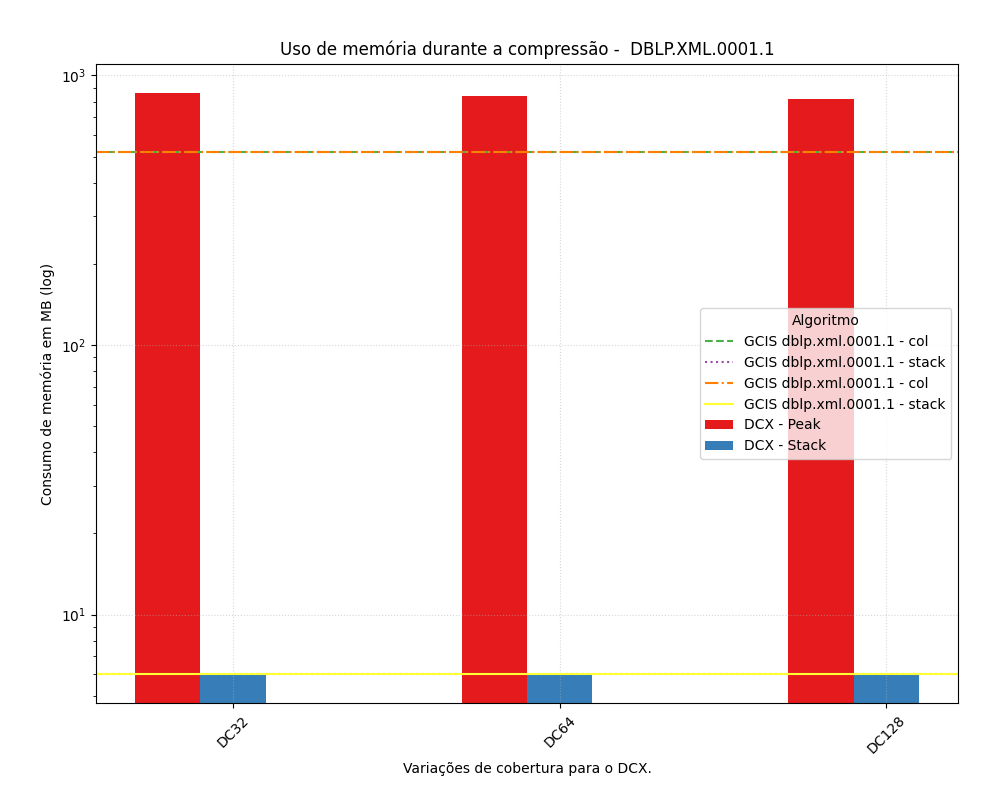 Uso de memória durante a compressão -  DBLP.XML.0001.1
Consumo de memória em MB (log)
10³
10²
10¹
Algoritmo
GCIS dblp.xml.0001.1 - col
GCIS dblp.xml.0001.1 - stack
GCIS dblp.xml.0001.1 - col
GCIS dblp.xml.0001.1 - stack
DCX - Peak
DCX - Stack
DC32
DC64
DC128
Variações de cobertura para o DCX.